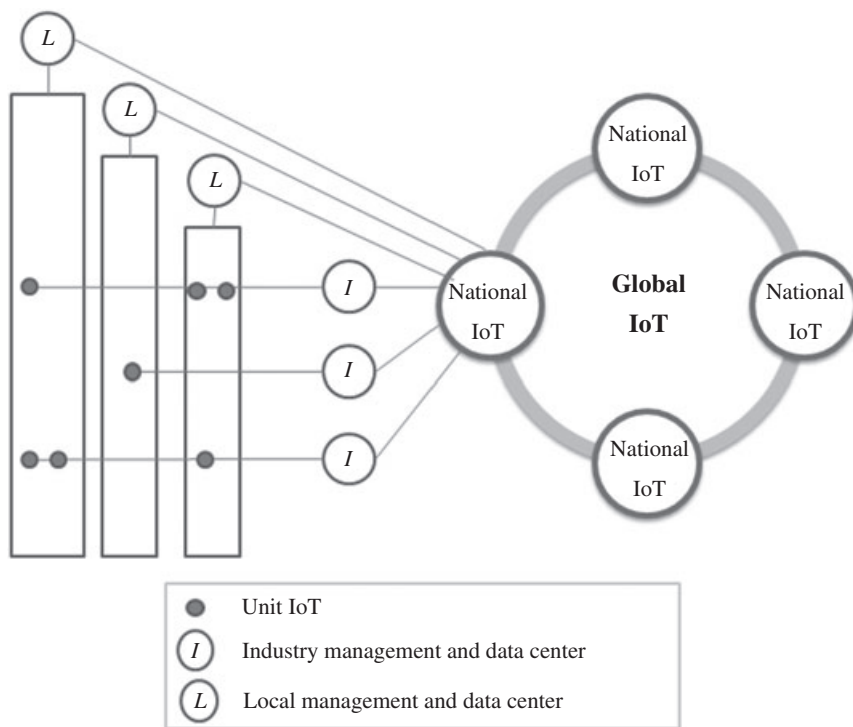 L
L
L
National
IoT
I
National
IoT
Global
IoT
National
IoT
I
I
National
IoT
Unit IoT
I Industry management and data center
L Local management and data center